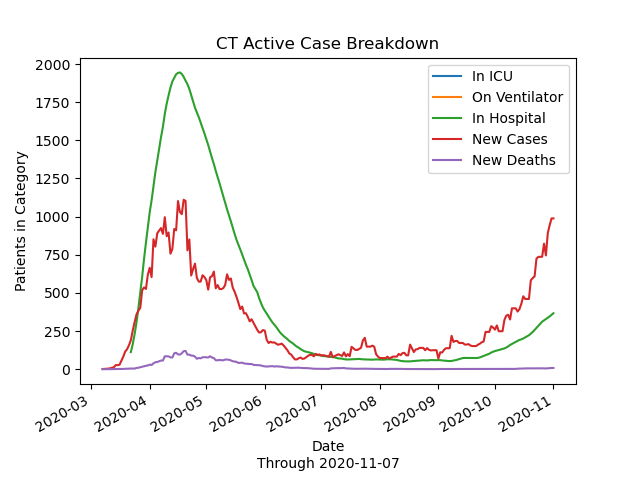 CT Active Case Breakdown
In ICU
On Ventilator
In Hospital
New Cases
New Deaths
Patients in Category
2000
1750
1500
1250
1000
750
500
250
0
2020-03
2020-04
2020-05
2020-06
2020-07
2020-08
2020-09
2020-10
2020-11
Date
Through 2020-11-07